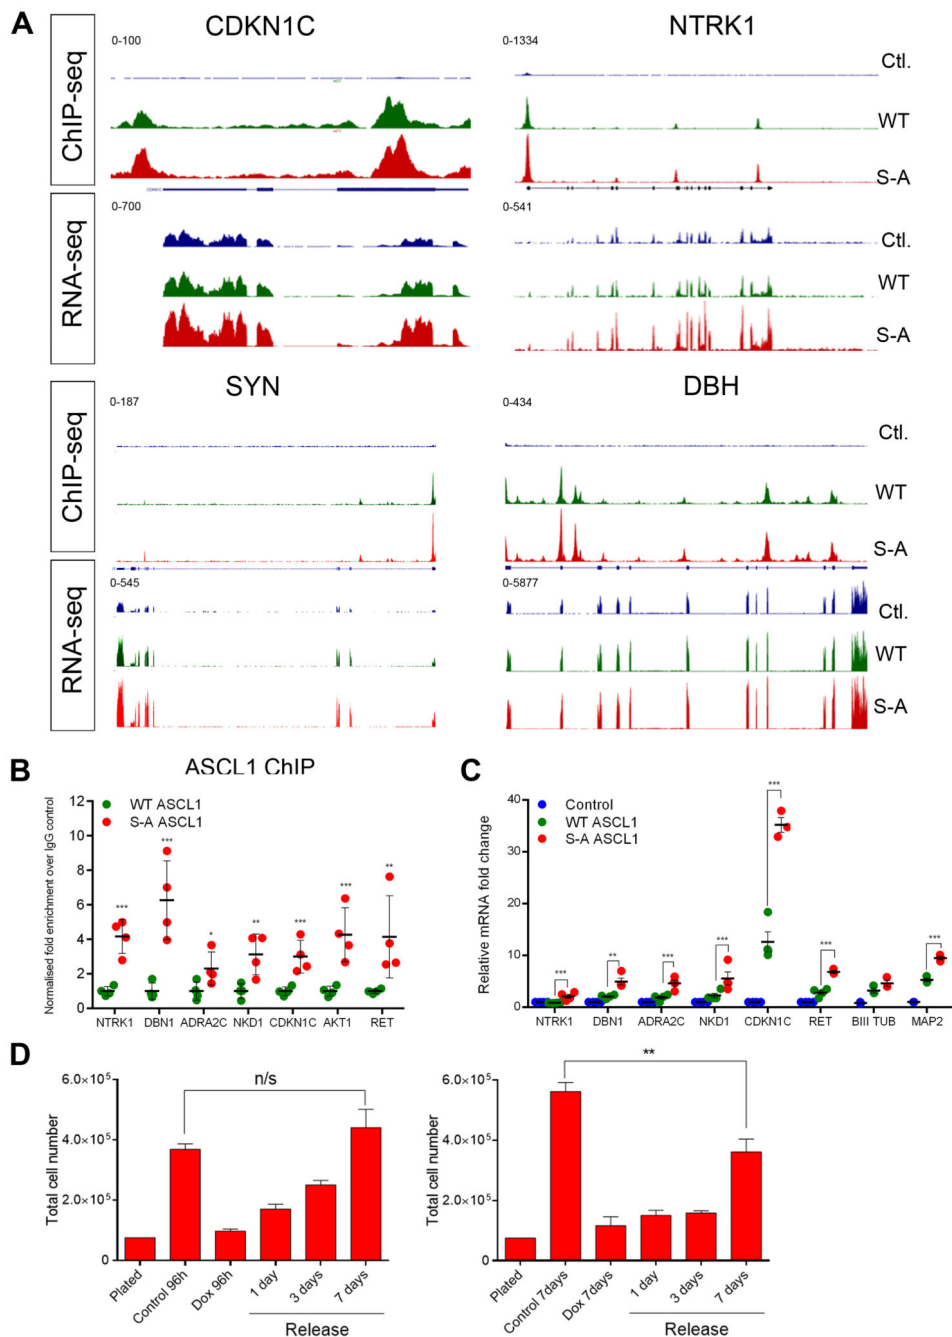 A
CDKN1C
NTRK1
ChIP-seq
0-100
0-1334
Ctl.
WT
S-A
RNA-seq
0-700
0-541
Ctl.
WT
S-A
SYN
DBH
ChIP-seq
0-187
0-434
Ctl.
WT
S-A
RNA-seq
0-545
0-5877
Ctl.
WT
S-A
B
ASCL1 ChIP
Normalised fold enrichment over IgG control
12
10
8
6
4
2
0
WT ASCL1
S-A ASCL1
***
***
*
**
***
***
**
NTRK1 DBN1 ADRA2C NKD1 CDKN1C AKT1 RET
C
Relative mRNA fold change
40
30
20
10
0
Control
WT ASCL1
S-A ASCL1
***
**
***
***
***
***
***
NTRK1 DBN1 ADRA2C NKD1 CDKN1C RET BIII TUB MAP2
D
Total cell number
6.0×10⁵
4.0×10⁵
2.0×10⁵
0
n/s
Plated
Control 96h
Dox 96h
1 day
3 days
7 days
Release
Total cell number
6.0×10⁵
4.0×10⁵
2.0×10⁵
0
**
Plated
Control 7days
Dox 7days
1 day
3 days
7 days
Release